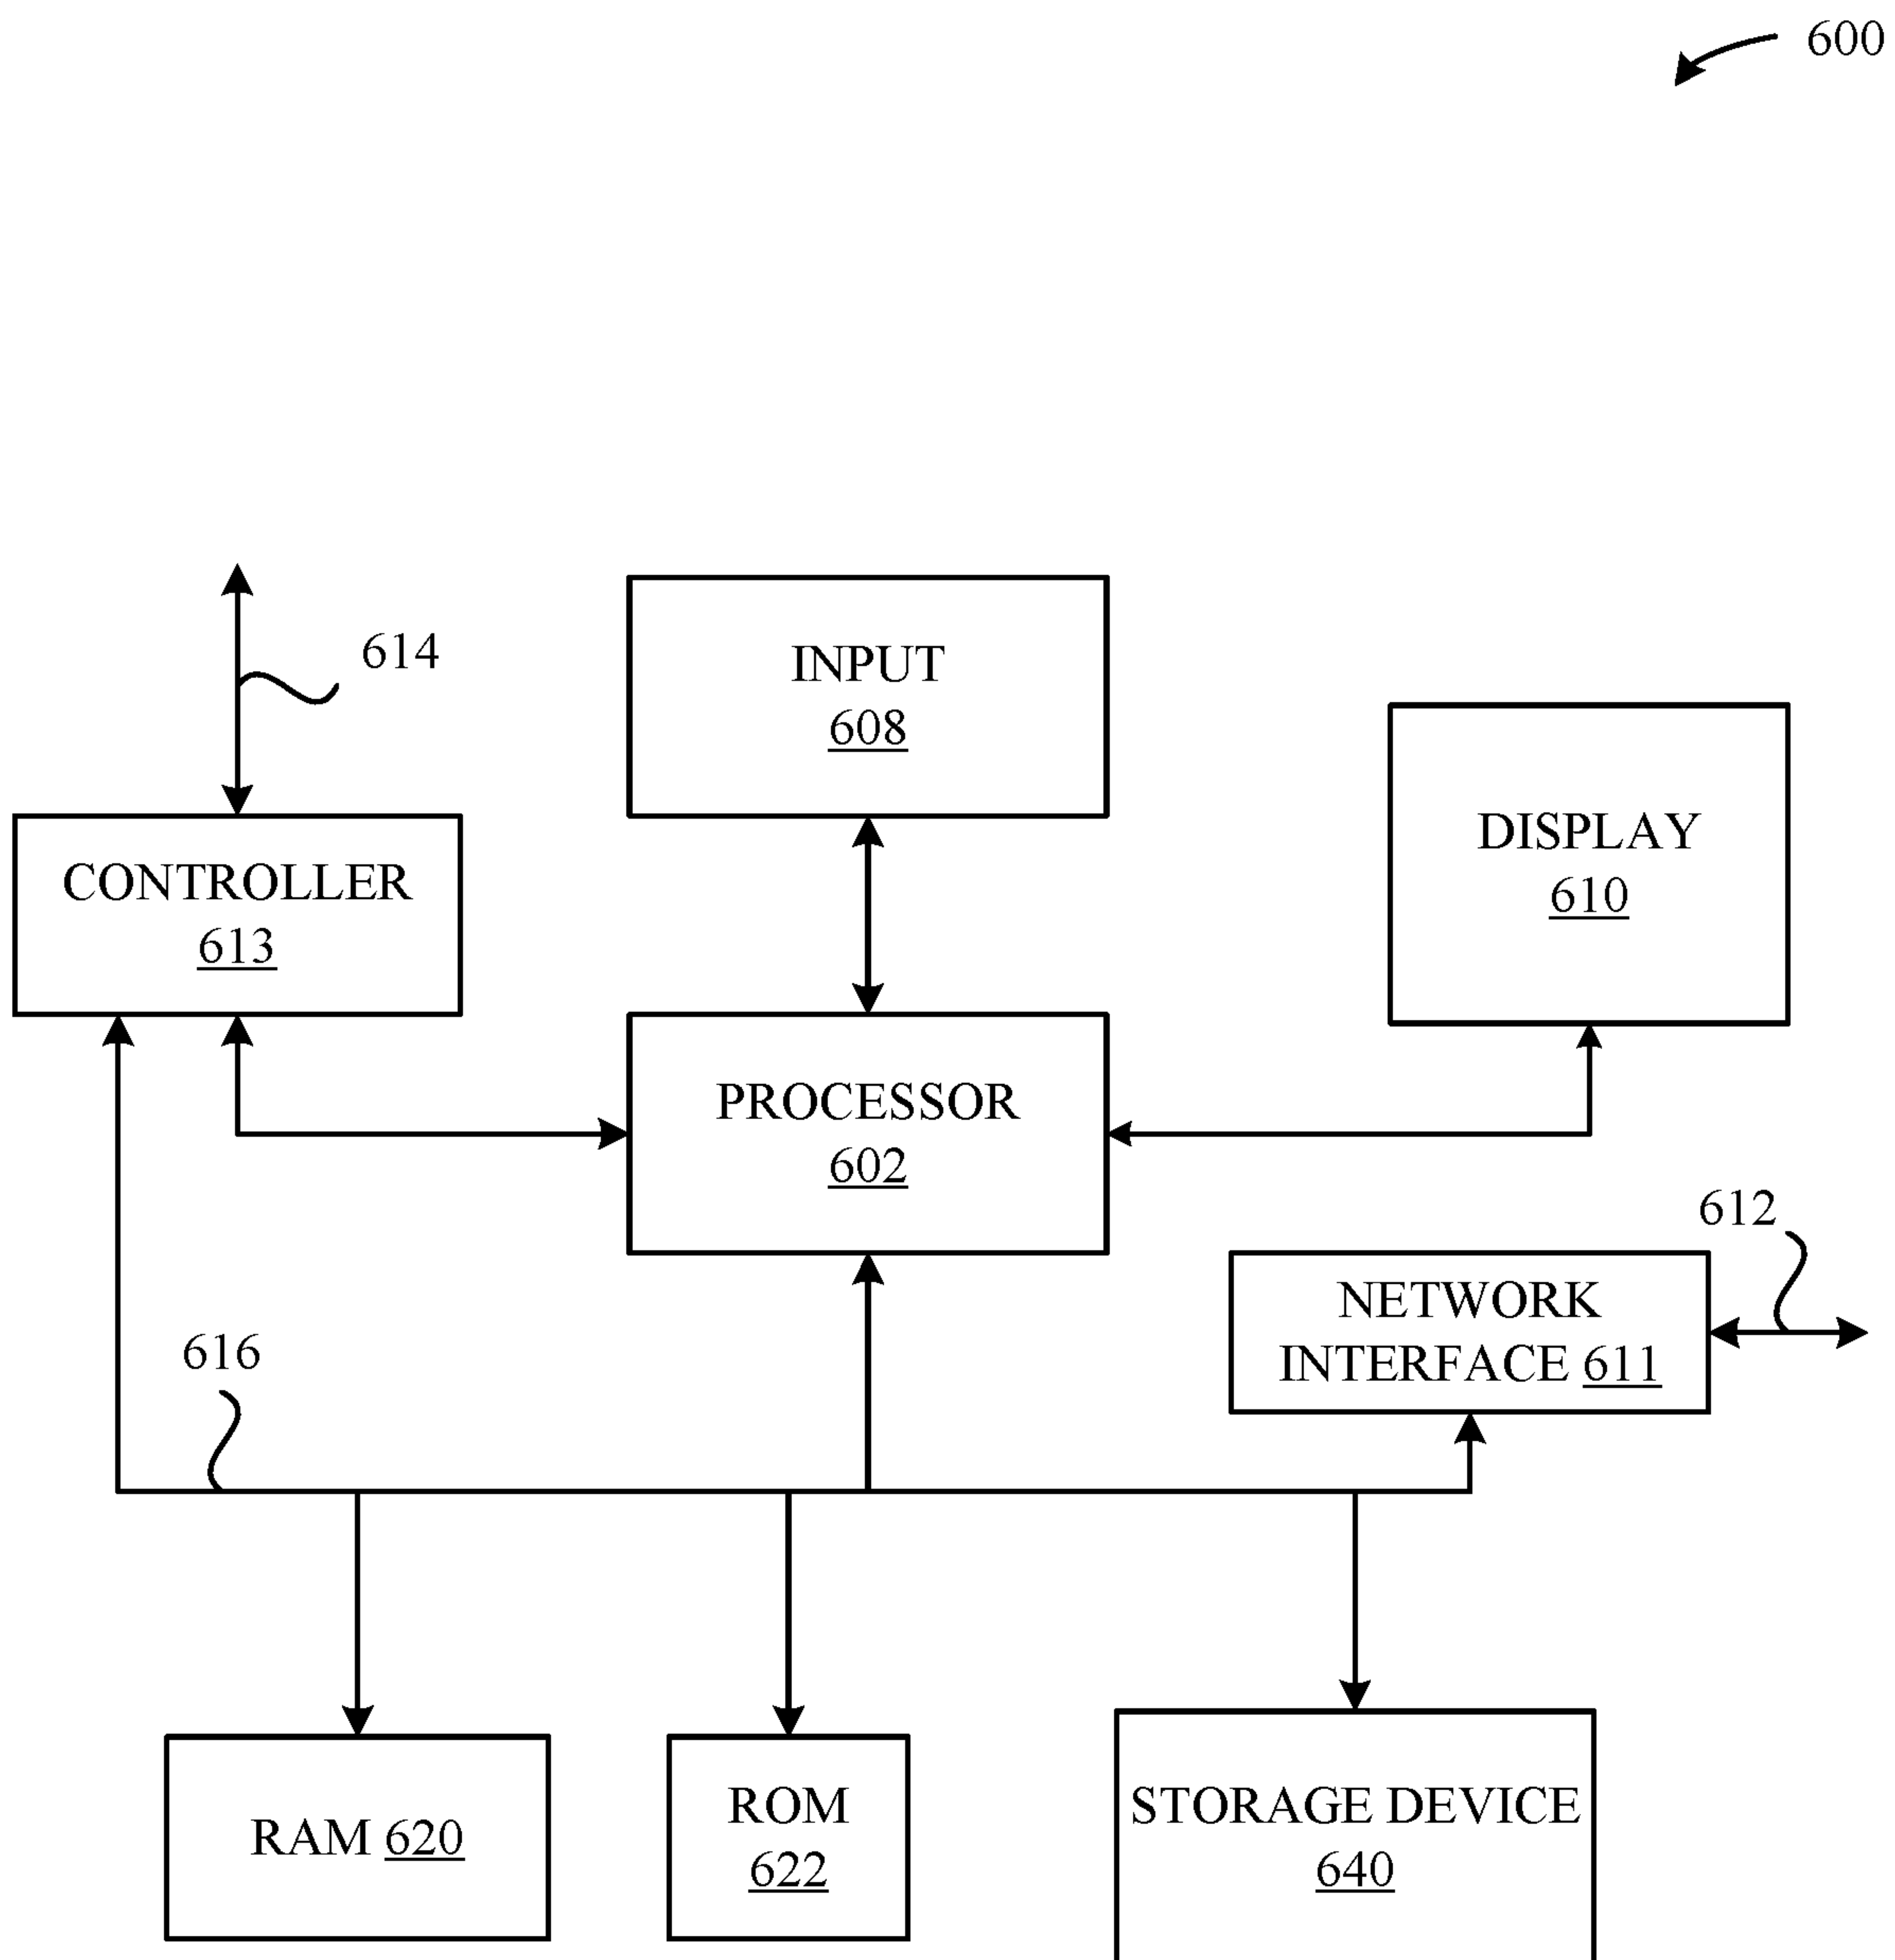 600
614
INPUT
608
DISPLAY
610
CONTROLLER
613
PROCESSOR
602
612
NETWORK
INTERFACE 611
616
RAM 620
ROM
622
STORAGE DEVICE
640